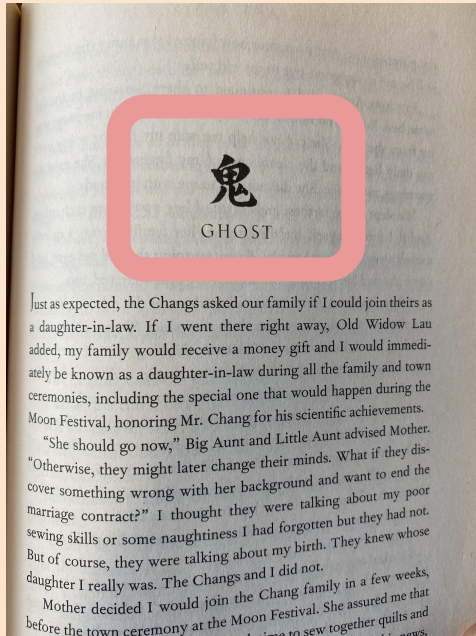 鬼
GHOST
Just as expected, the Changs asked our family if I could join theirs as
a daughter-in-law. If I went there right away, Old Widow Lau
added, my family would receive a money gift and I would immedi-
ately be known as a daughter-in-law during all the family and town
ceremonies, including the special one that would happen during the
Moon Festival, honoring Mr. Chang for his scientific achievements.
“She should go now,” Big Aunt and Little Aunt advised Mother.
“Otherwise, they might later change their minds. What if they dis-
cover something wrong with her background and want to end the
marriage contract?” I thought they were talking about my poor
sewing skills or some naughtiness I had forgotten but they had not.
But of course, they were talking about my birth. They knew whose
daughter I really was. The Changs and I did not.
Mother decided I would join the Chang family in a few weeks,
before the town ceremony at the Moon Festival. She assured me that
time to sew together quilts and
news,